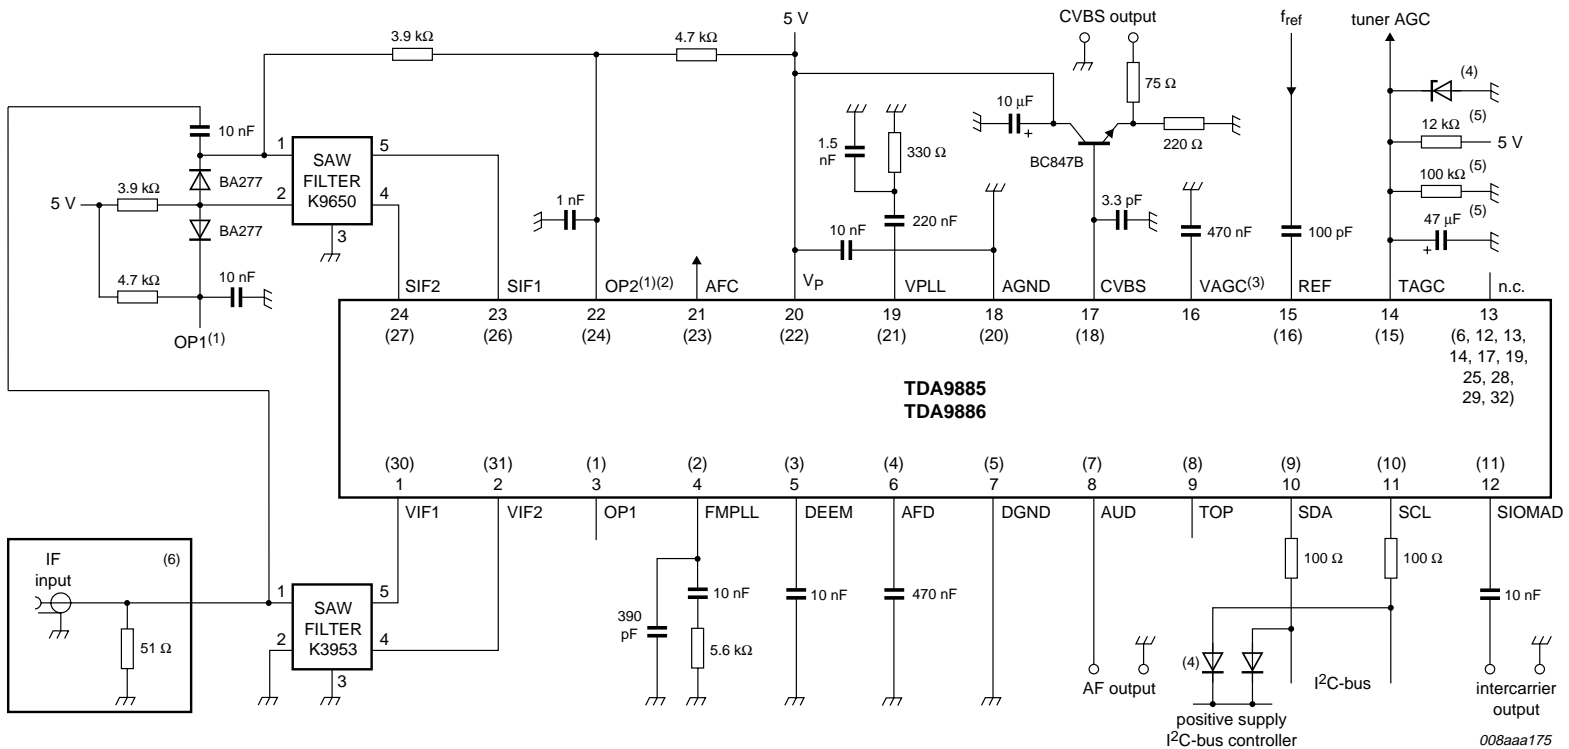 5 V
CVBS output
f_ref
tuner AGC
3.9 kΩ
4.7 kΩ
(4)
75 Ω
10 µF
+
10 nF
(5)
12 kΩ
5 V
1
SAW
FILTER
K9650
5
1.5
nF
330 Ω
BC847B
220 Ω
BA277
(5)
100 kΩ
3.9 kΩ
5 V
2
4
1 nF
3.3 pF
(5)
47 µF
+
BA277
3
220 nF
10 nF
470 nF
100 pF
4.7 kΩ
10 nF
SIF2
SIF1
OP2(1)(2)
AFC
VP
VPLL
AGND
CVBS
VAGC(3)
REF
TAGC
n.c.
OP1(1)
24
23
22
21
20
19
18
17
16
15
14
13
(27)
(26)
(24)
(23)
(22)
(21)
(20)
(18)
(16)
(15)
(6, 12, 13,
14, 17, 19,
25, 28,
29, 32)
TDA9885
TDA9886
(30)
(31)
(1)
(2)
(3)
(4)
(5)
(7)
(8)
(9)
(10)
(11)
1
2
3
4
5
6
7
8
9
10
11
12
VIF1
VIF2
OP1
FMPLL
DEEM
AFD
DGND
AUD
TOP
SDA
SCL
SIOMAD
IF
input
(6)
51 Ω
1
SAW
FILTER
K3953
5
2
4
3
390
pF
10 nF
5.6 kΩ
10 nF
470 nF
100 Ω
100 Ω
10 nF
AF output
(4)
I²C-bus
positive supply
I²C-bus controller
intercarrier
output
008aaa175